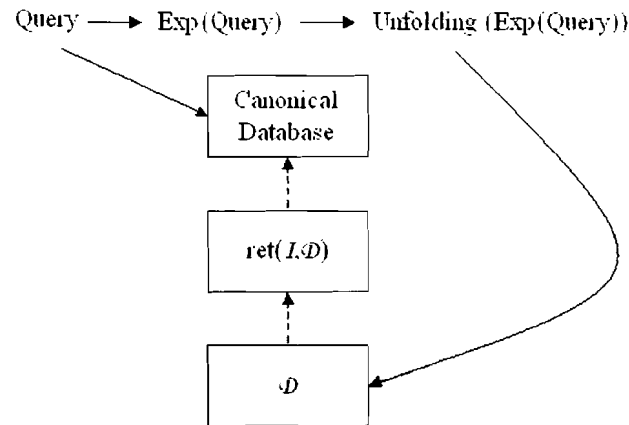 Query → Exp(Query) → Unfolding (Exp(Query))
Canonical
Database
ret(I,𝒟)
𝒟